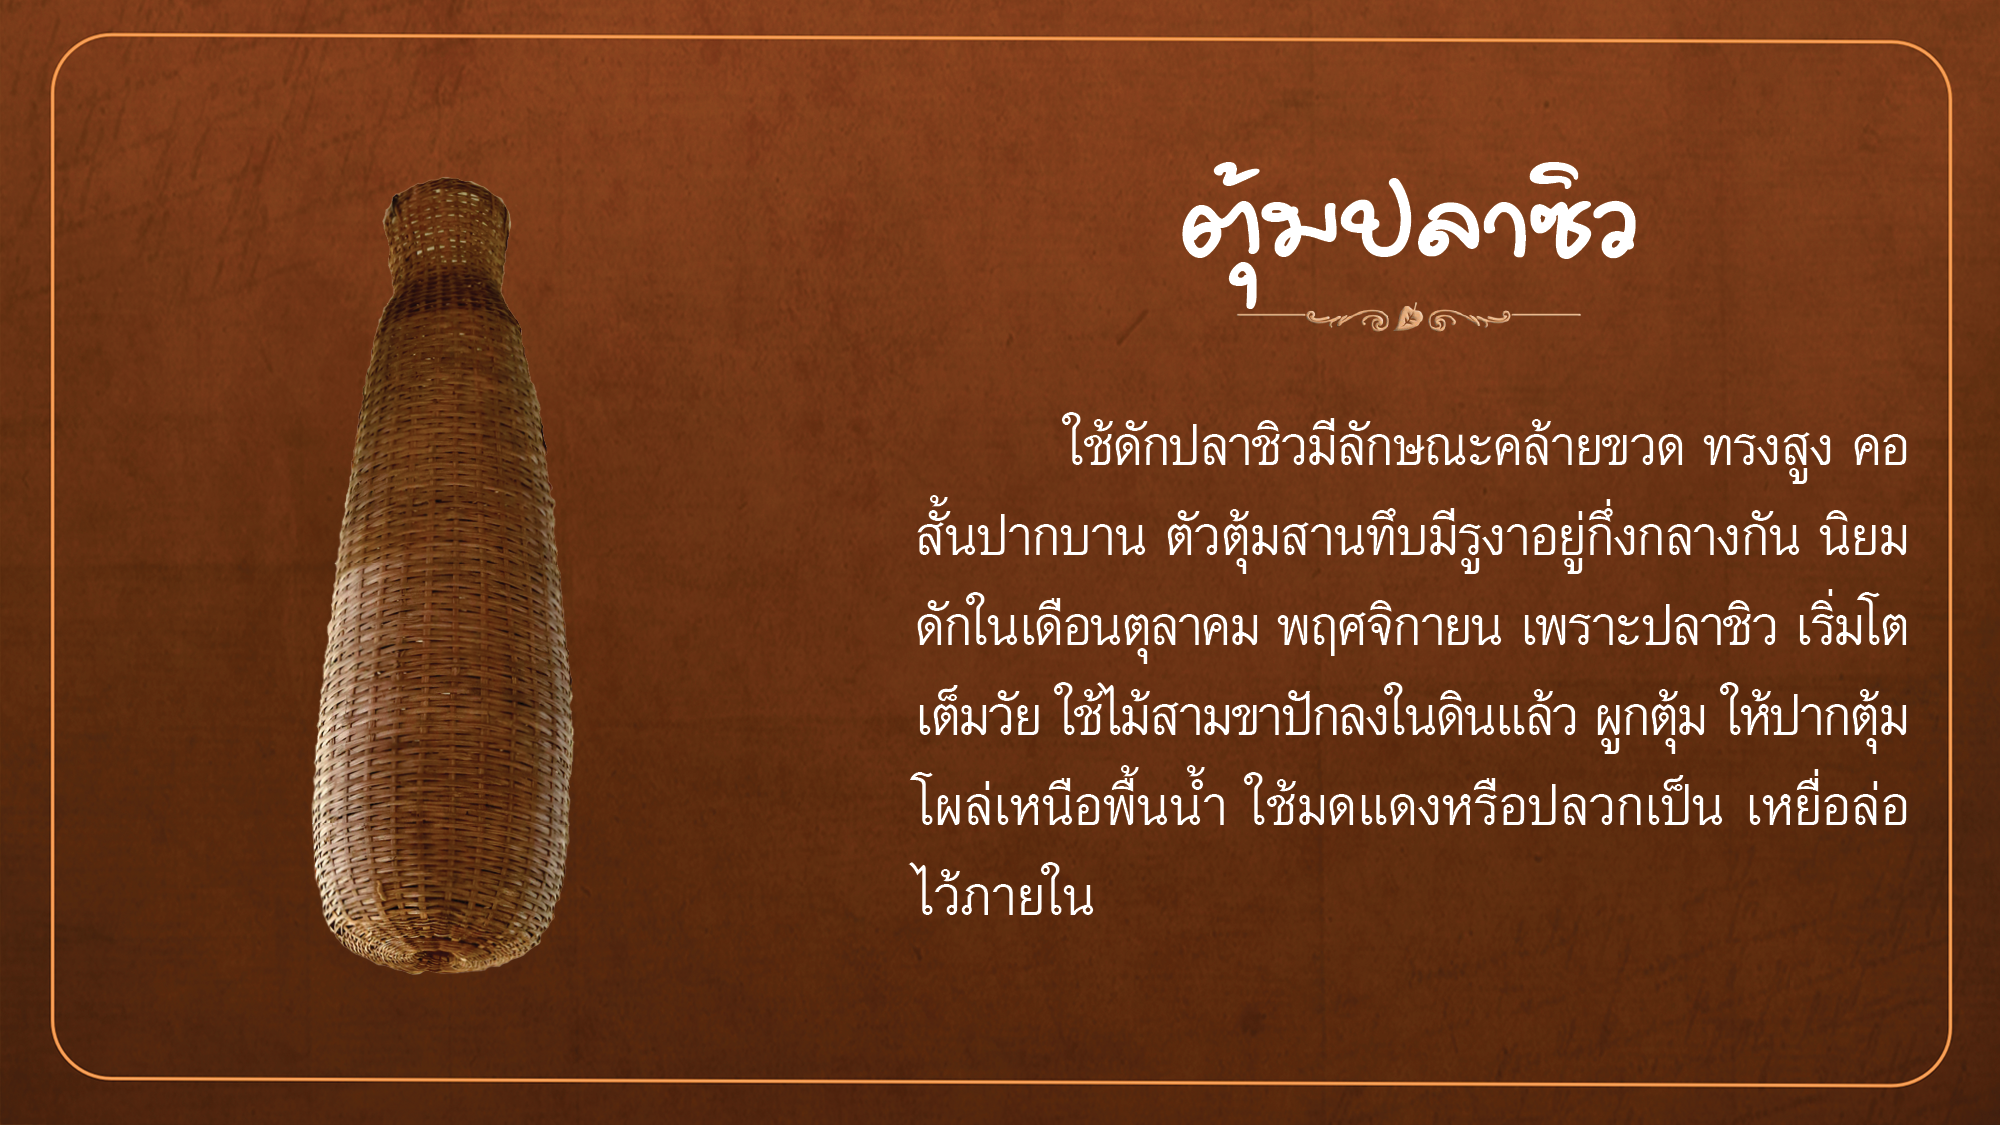 ตุ้มปลาซิว
ใช้ดักปลาซิวมีลักษณะคล้ายขวด ทรงสูง คอ
สั้นปากบาน ตัวตุ้มสานทึบมีรูงาอยู่กึ่งกลางกัน นิยม
ดักในเดือนตุลาคม พฤศจิกายน เพราะปลาซิว เริ่มโต
เต็มวัย ใช้ไม้สามขาปักลงในดินแล้ว ผูกตุ้ม ให้ปากตุ้ม
โผล่เหนือพื้นน้ำ ใช้มดแดงหรือปลวกเป็น เหยื่อล่อ
ไว้ภายใน